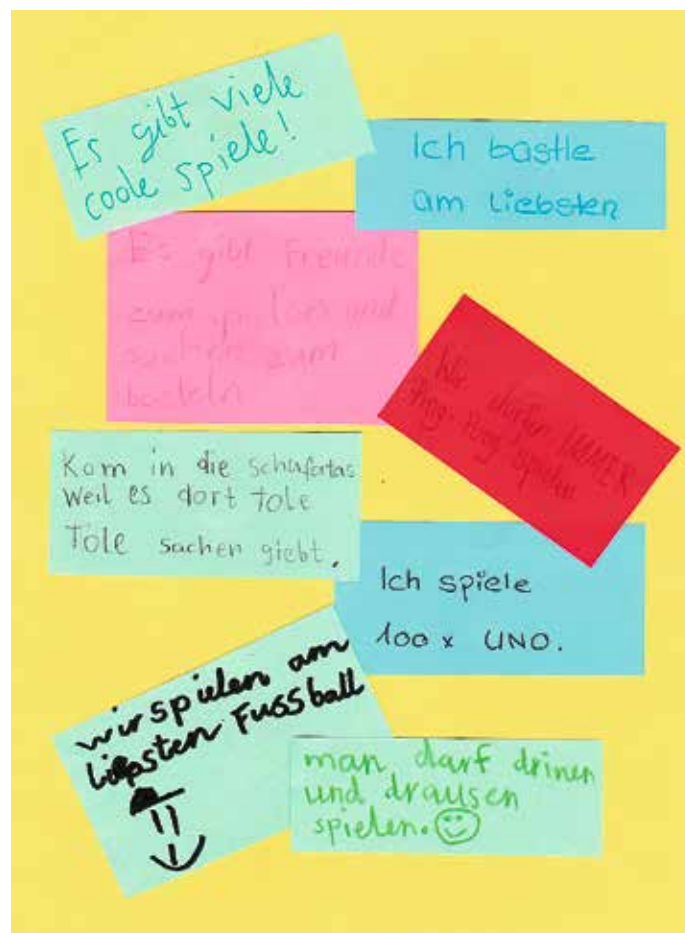 Es gibt viele
coole spiele!
Ich bastle
am liebsten
Es gibt Freunde
zum spielen und
sachen zum
basteln
Wir dürfen IMMER
Ping-Pong spielen
Kom in die schufertas
weil es dort tole
Tole sachen giebt.
Ich spiele
100 x UNO.
wir spielen am
liepsten Fussball
man darf drinen
und drausen
spielen.